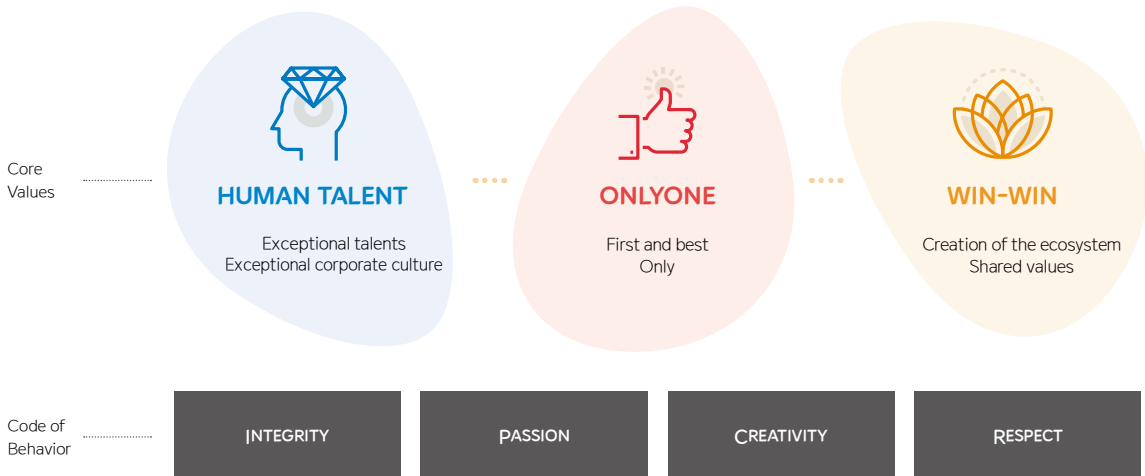 Core
Values
HUMAN TALENT
Exceptional talents
Exceptional corporate culture
ONLYONE
First and best
Only
WIN-WIN
Creation of the ecosystem
Shared values
Code of
Behavior
INTEGRITY
PASSION
CREATIVITY
RESPECT